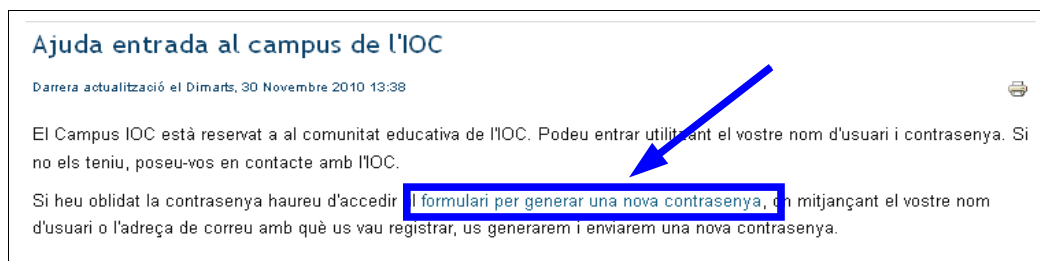 Ajuda entrada al campus de l'IOC
Darrera actualització el Dimarts, 30 Novembre 2010 13:38
El Campus IOC està reservat a al comunitat educativa de l'IOC. Podeu entrar utilitzant el vostre nom d'usuari i contrasenya. Si
no els teniu, poseu-vos en contacte amb l'IOC.
Si heu oblidat la contrasenya haureu d'accedir formulari per generar una nova contrasenya, mitjançant el vostre nom
d'usuari o l'adreça de correu amb què us vau registrar, us generarem i enviarem una nova contrasenya.